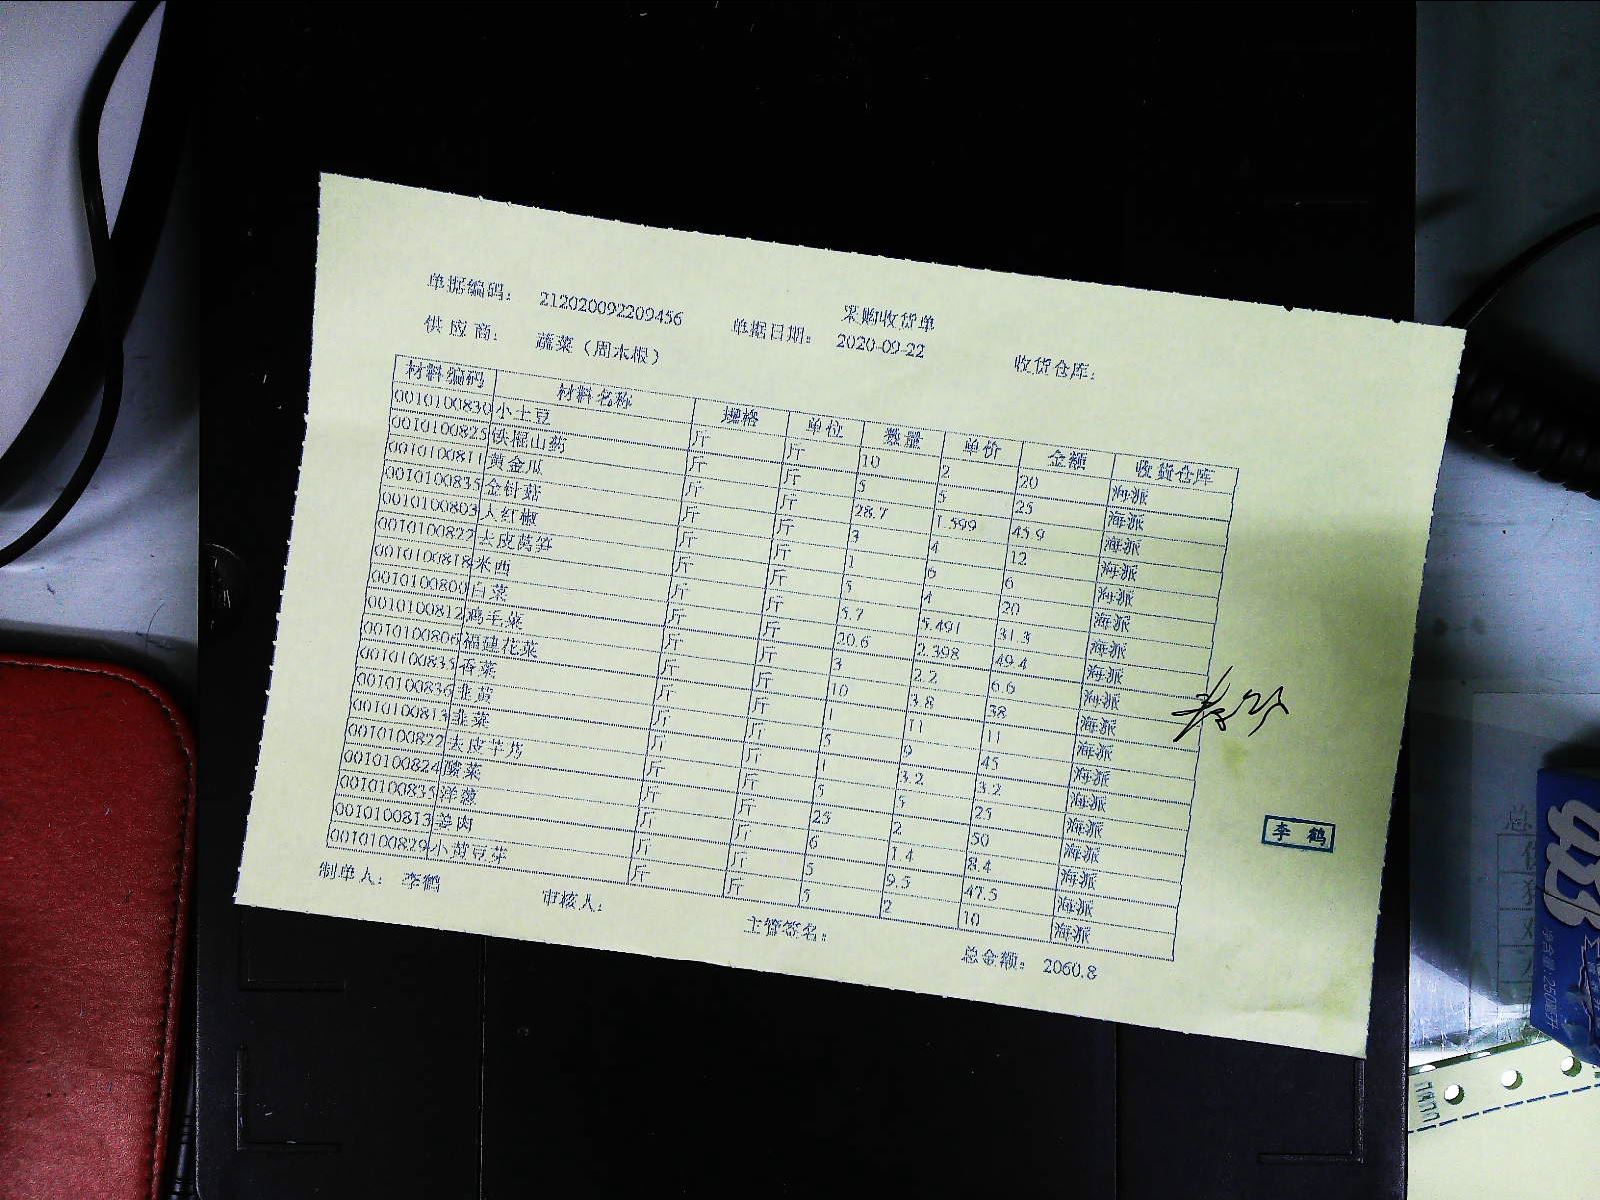 采购收货单
单据编码： 212020092209456 单据日期： 2020-09-22 收货仓库：
供应商： 蔬菜（周木根）
材料编码 材料名称 规格 单位 数量 单价 金额 收货仓库
0010100830 小土豆 斤 斤 10 2 20 海派
0010100825 铁棍山药 斤 斤 5 5 25 海派
0010100811 黄金瓜 斤 斤 28.7 1.599 45.9 海派
0010100835 金针菇 斤 斤 3 4 12 海派
0010100803 大红椒 斤 斤 1 6 6 海派
0010100822 去皮莴笋 斤 斤 5 4 20 海派
0010100818 米西 斤 斤 5.7 5.491 31.3 海派
0010100800 白菜 斤 斤 20.6 2.398 49.4 海派
0010100812 鸡毛菜 斤 斤 3 2.2 6.6 海派
0010100806 福建花菜 斤 斤 10 3.8 38 海派
0010100835 香菜 斤 斤 1 11 11 海派
0010100836 韭黄 斤 斤 5 9 45 海派
0010100813 韭菜 斤 斤 1 3.2 3.2 海派
0010100822 去皮芋艿 斤 斤 5 5 25 海派
0010100824 酸菜 斤 斤 25 2 50 海派
0010100835 洋葱 斤 斤 6 1.4 8.4 海派
0010100813 姜肉 斤 斤 5 9.5 47.5 海派
0010100829 小黄豆芽 斤 斤 5 2 10 海派
制单人： 李鹤 审核人： 主管签名： 总金额： 2060.8
李鹤